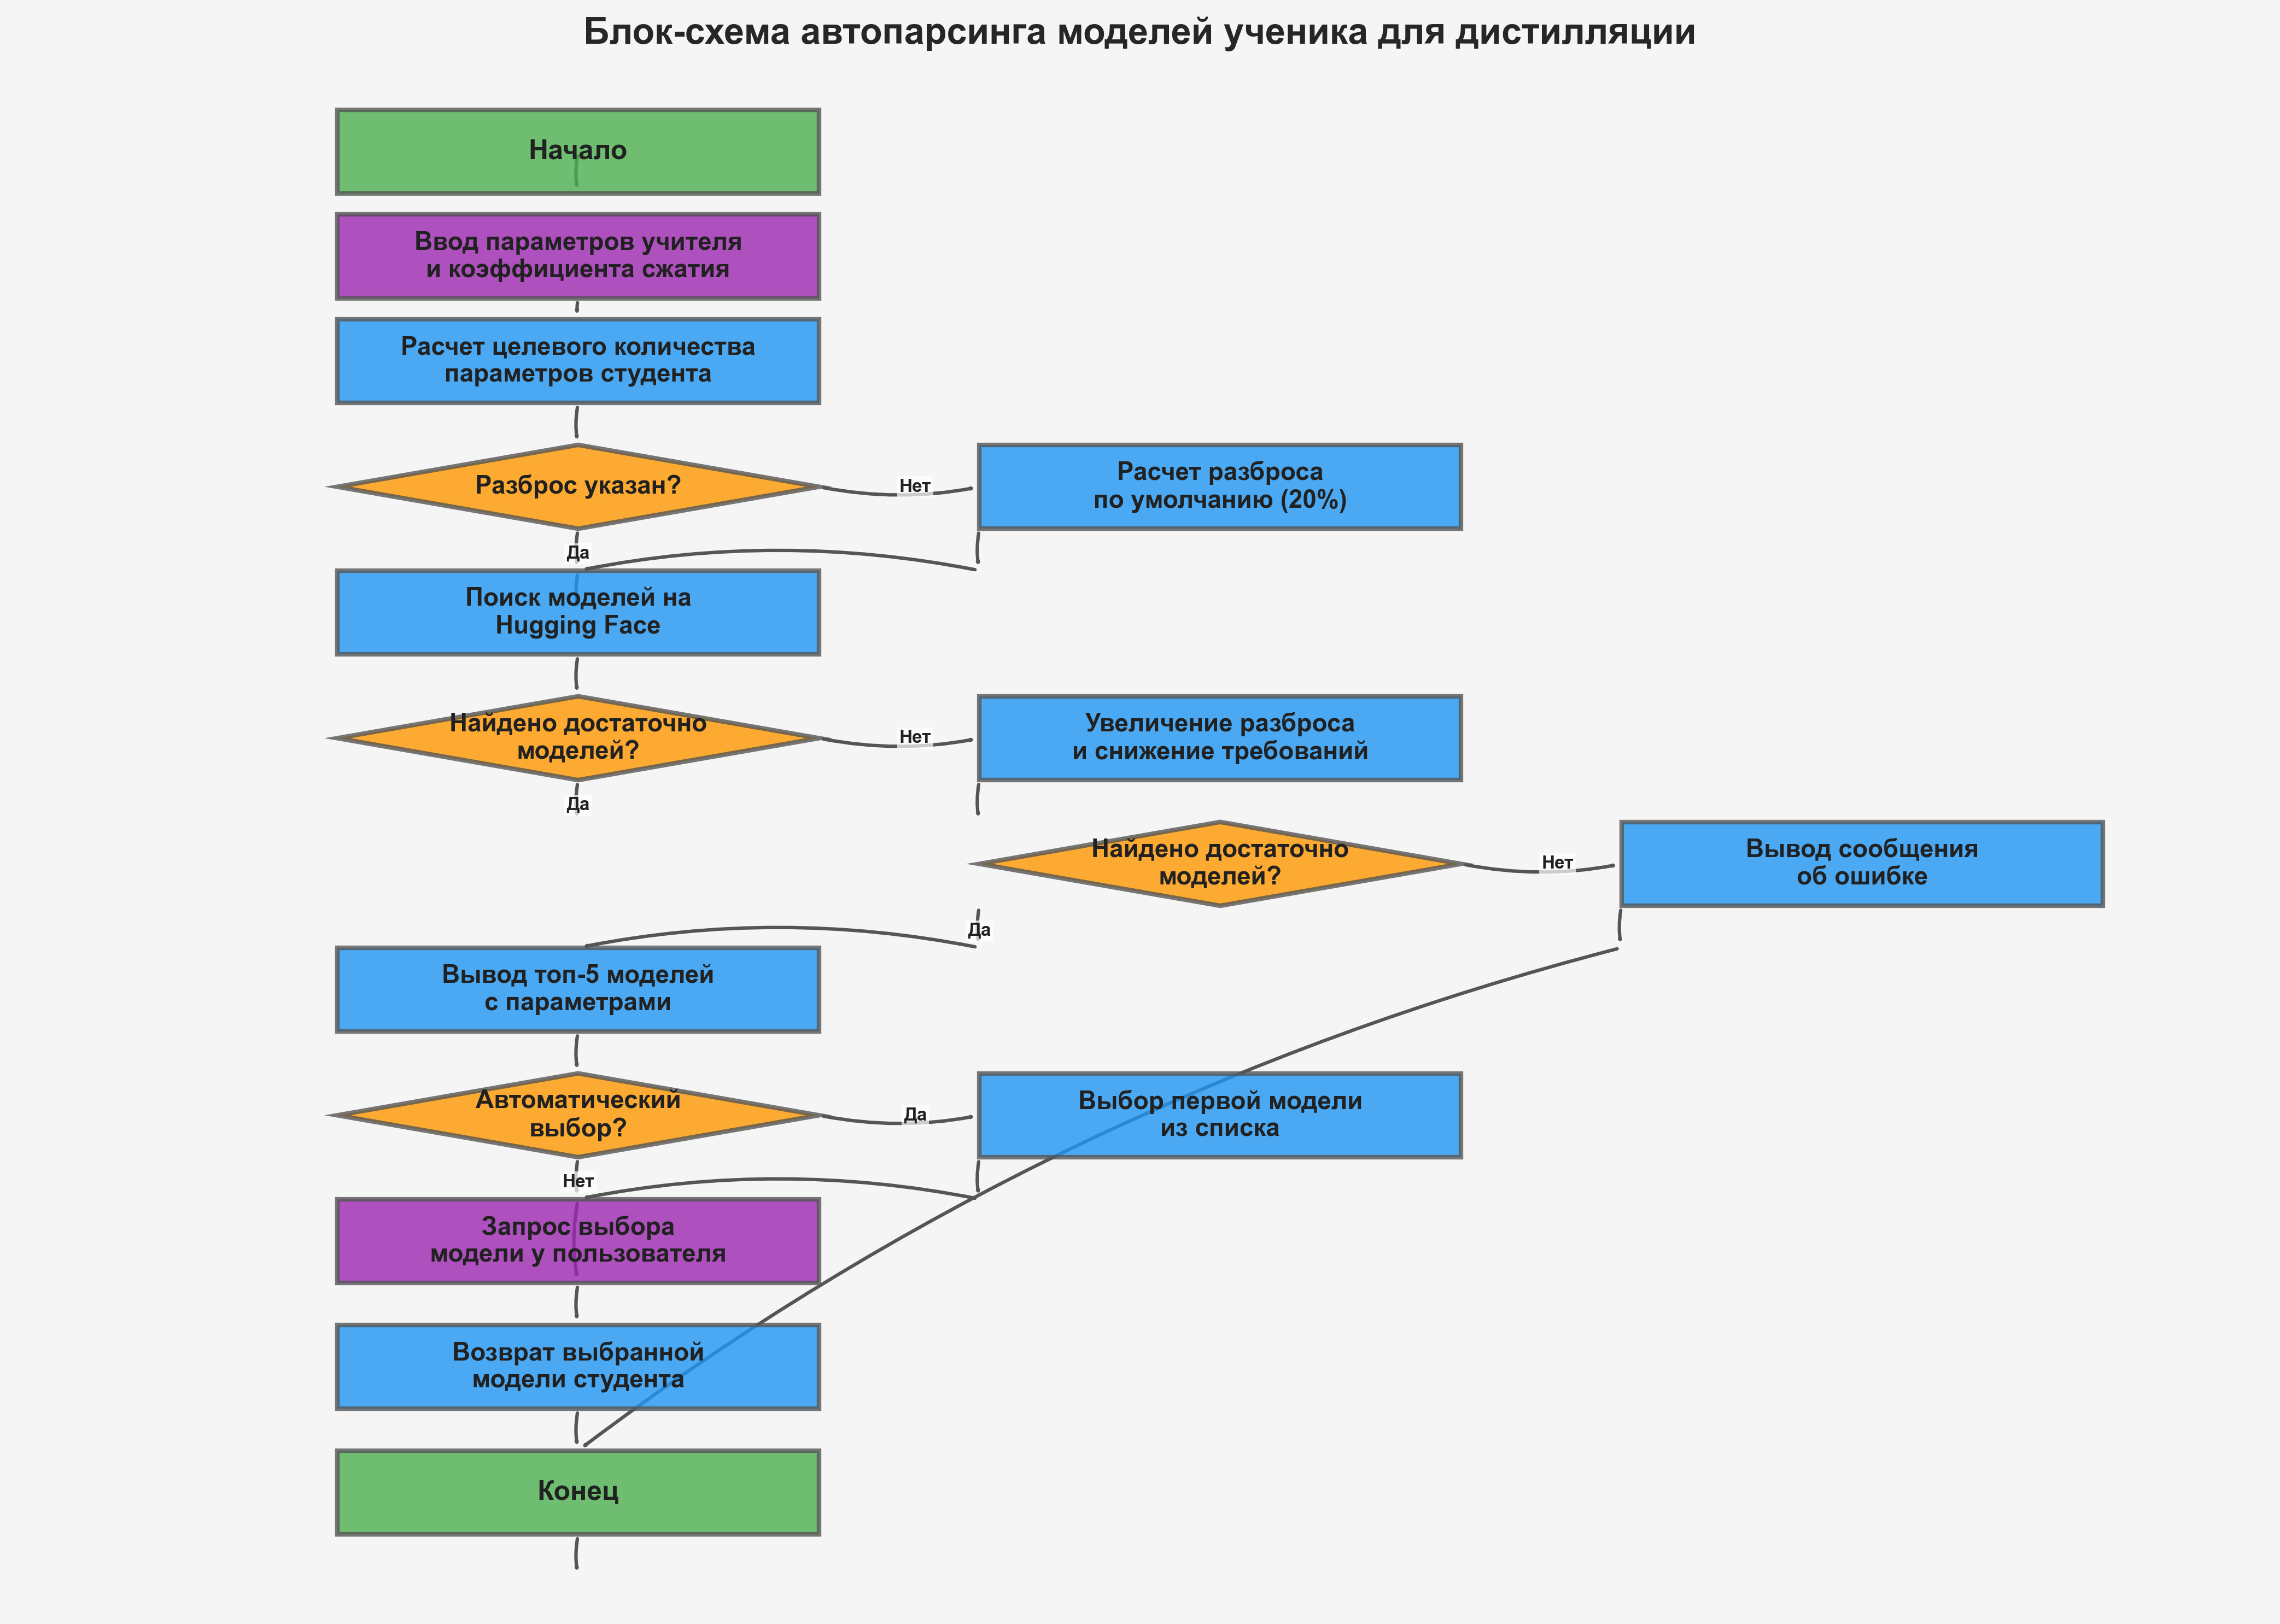 Блок-схема автопарсинга моделей ученика для дистилляции
Начало
Ввод параметров учителя
и коэффициента сжатия
Расчет целевого количества
параметров студента
Разброс указан?
Нет
Расчет разброса
по умолчанию (20%)
Да
Поиск моделей на
Hugging Face
Найдено достаточно
моделей?
Нет
Увеличение разброса
и снижение требований
Да
Найдено достаточно
моделей?
Нет
Вывод сообщения
об ошибке
Да
Вывод топ-5 моделей
с параметрами
Автоматический
выбор?
Да
Выбор первой модели
из списка
Нет
Запрос выбора
модели у пользователя
Возврат выбранной
модели студента
Конец